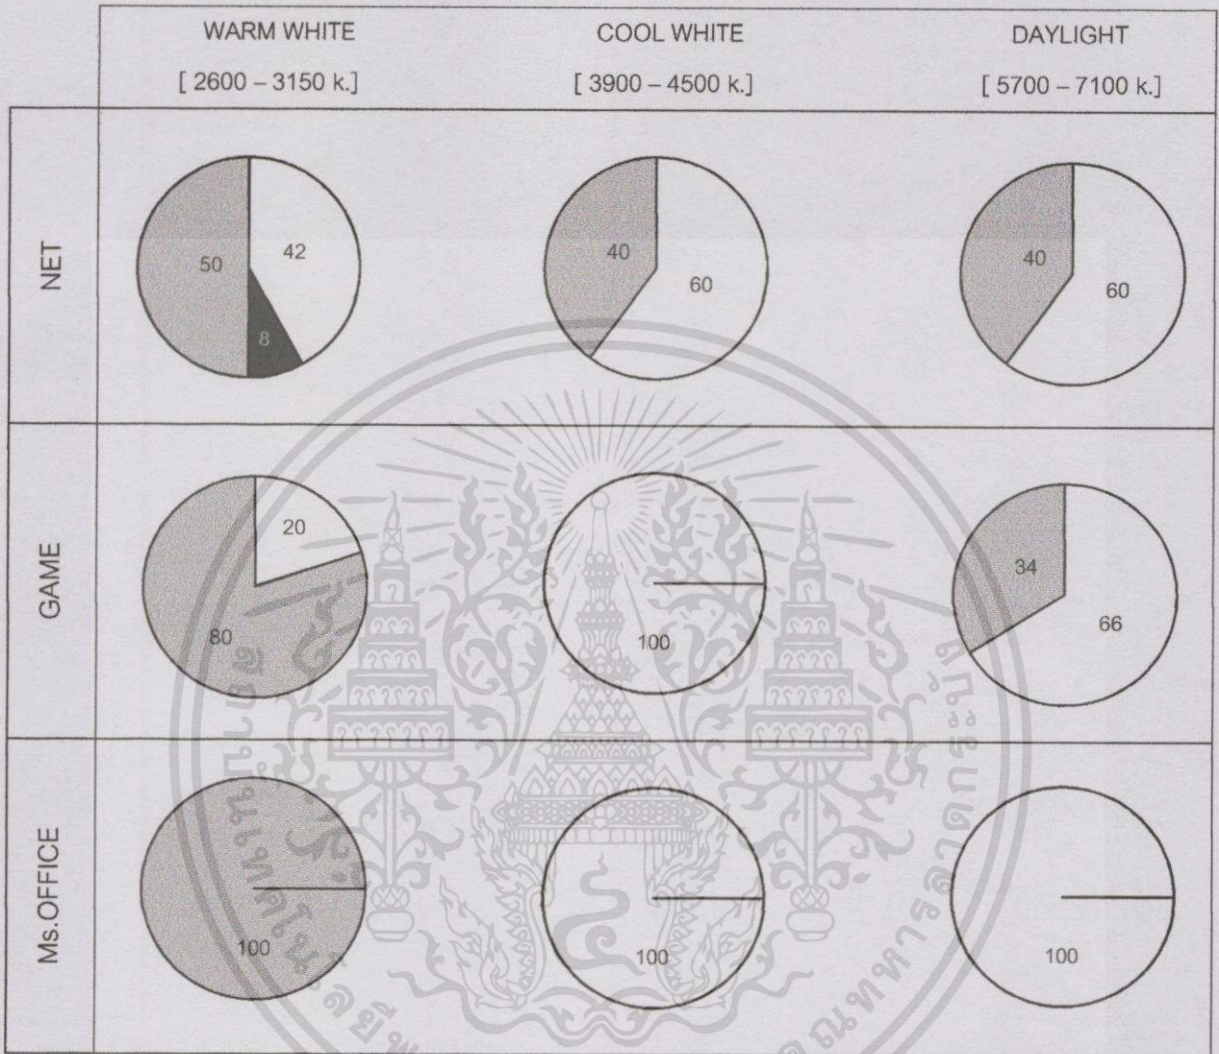 WARM WHITE COOL WHITE DAYLIGHT
[ 2600 – 3150 k.] [ 3900 – 4500 k.] [ 5700 – 7100 k.]
NET
50 42 8
40 60
40 60
GAME
20 80
100
34 66
Ms.OFFICE
100
100
100